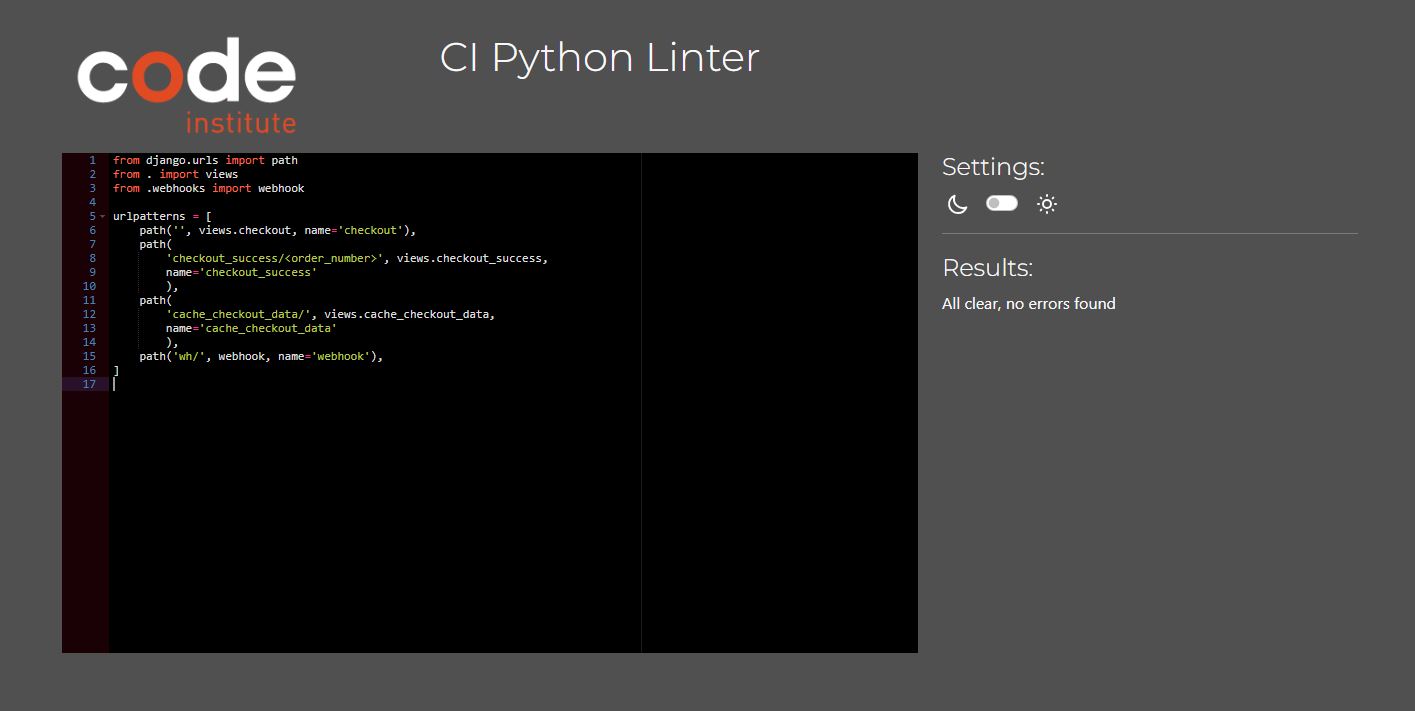 code
institute
CI Python Linter
1 from django.urls import path
2 from . import views
3 from .webhooks import webhook
4
5 urlpatterns = [
6     path('', views.checkout, name='checkout'),
7     path(
8         'checkout_success/<order_number>', views.checkout_success,
9         name='checkout_success'
10         ),
11     path(
12         'cache_checkout_data/', views.cache_checkout_data,
13         name='cache_checkout_data'
14         ),
15     path('wh/', webhook, name='webhook'),
16 ]
17
Settings:
Results:
All clear, no errors found